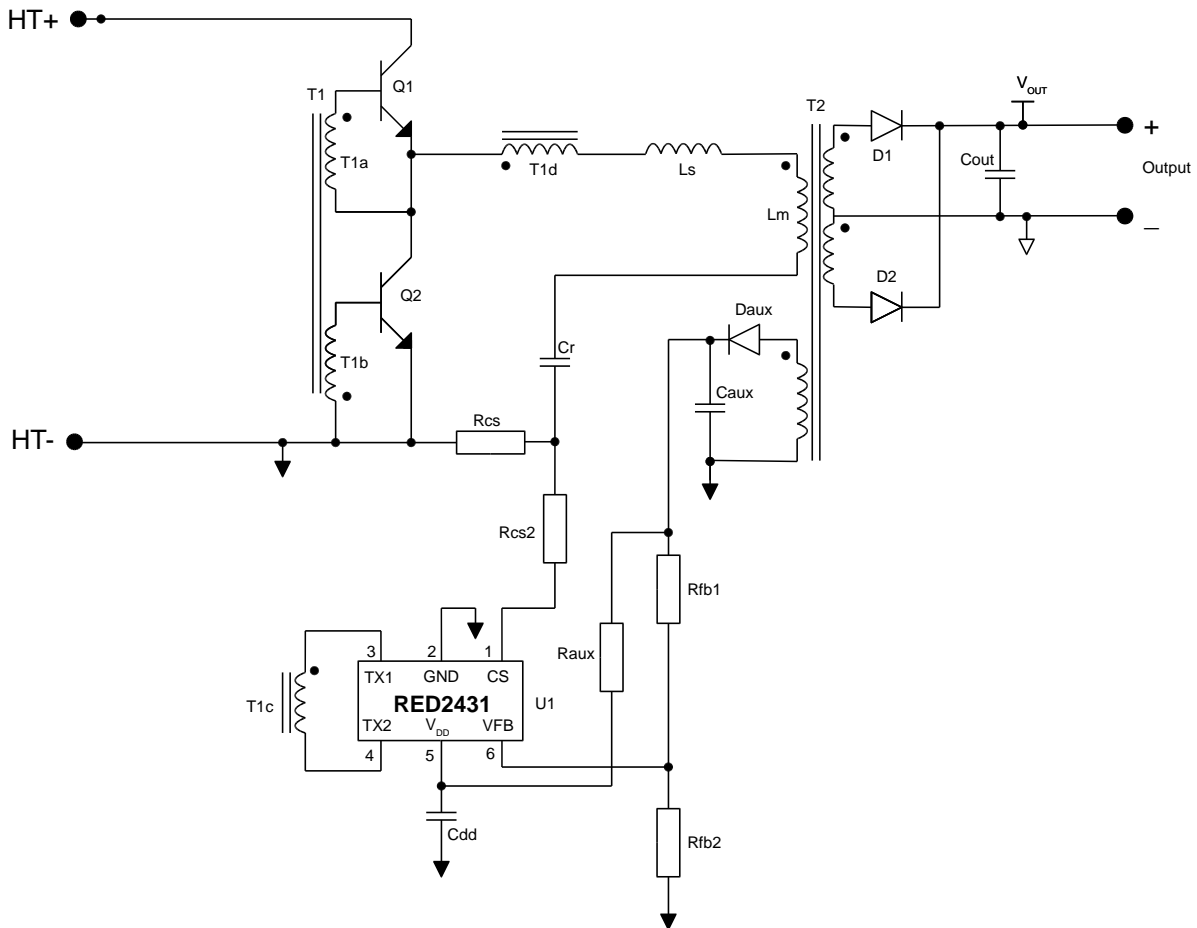 HT+
Q1
T1
T1a
T1d
Ls
T2
D1
VOUT
+
Cout
Output
Lm
–
Q2
D2
T1b
Cr
Daux
Caux
Rcs
HT-
Rcs2
Rfb1
Raux
3
2
1
TX1
GND
CS
RED2431
U1
T1c
TX2
VDD
VFB
4
5
6
Cdd
Rfb2